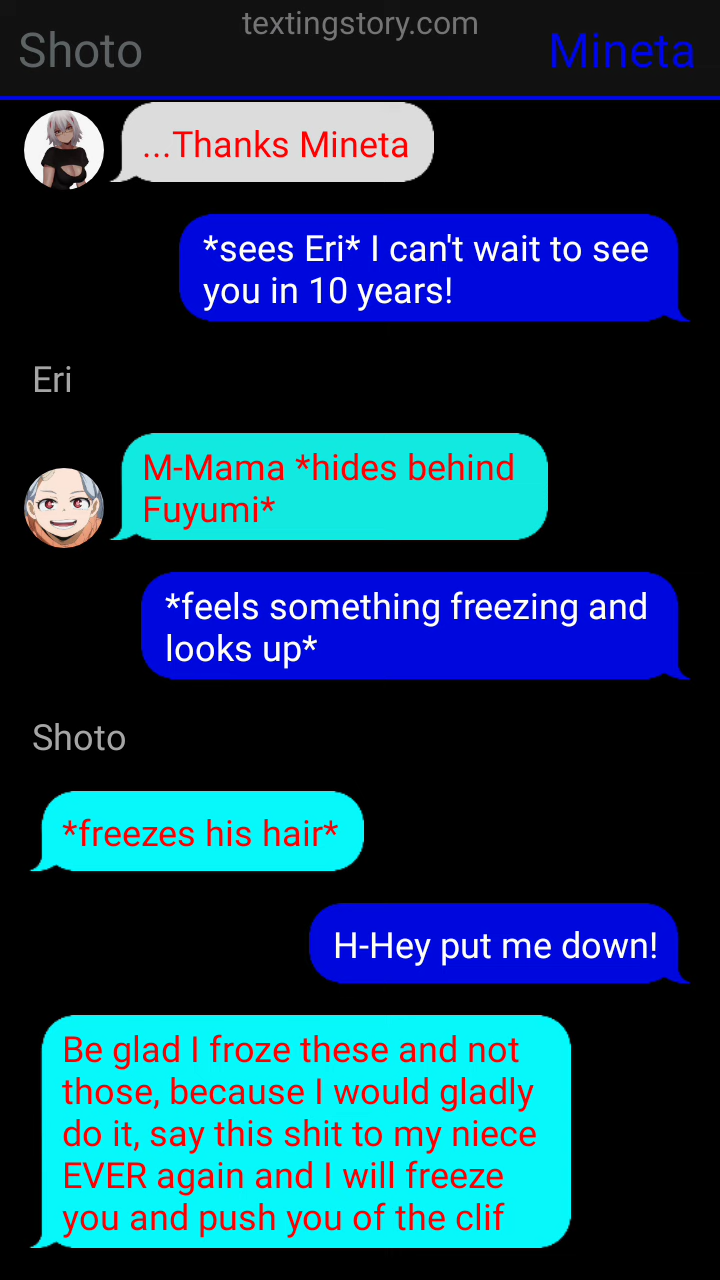 textingstory.com
Shoto
Mineta
...Thanks Mineta
*sees Eri* I can't wait to see
you in 10 years!
Eri
M-Mama *hides behind
Fuyumi*
*feels something freezing and
looks up*
Shoto
*freezes his hair*
H-Hey put me down!
Be glad I froze these and not
those, because I would gladly
do it, say this shit to my niece
EVER again and I will freeze
you and push you of the clif